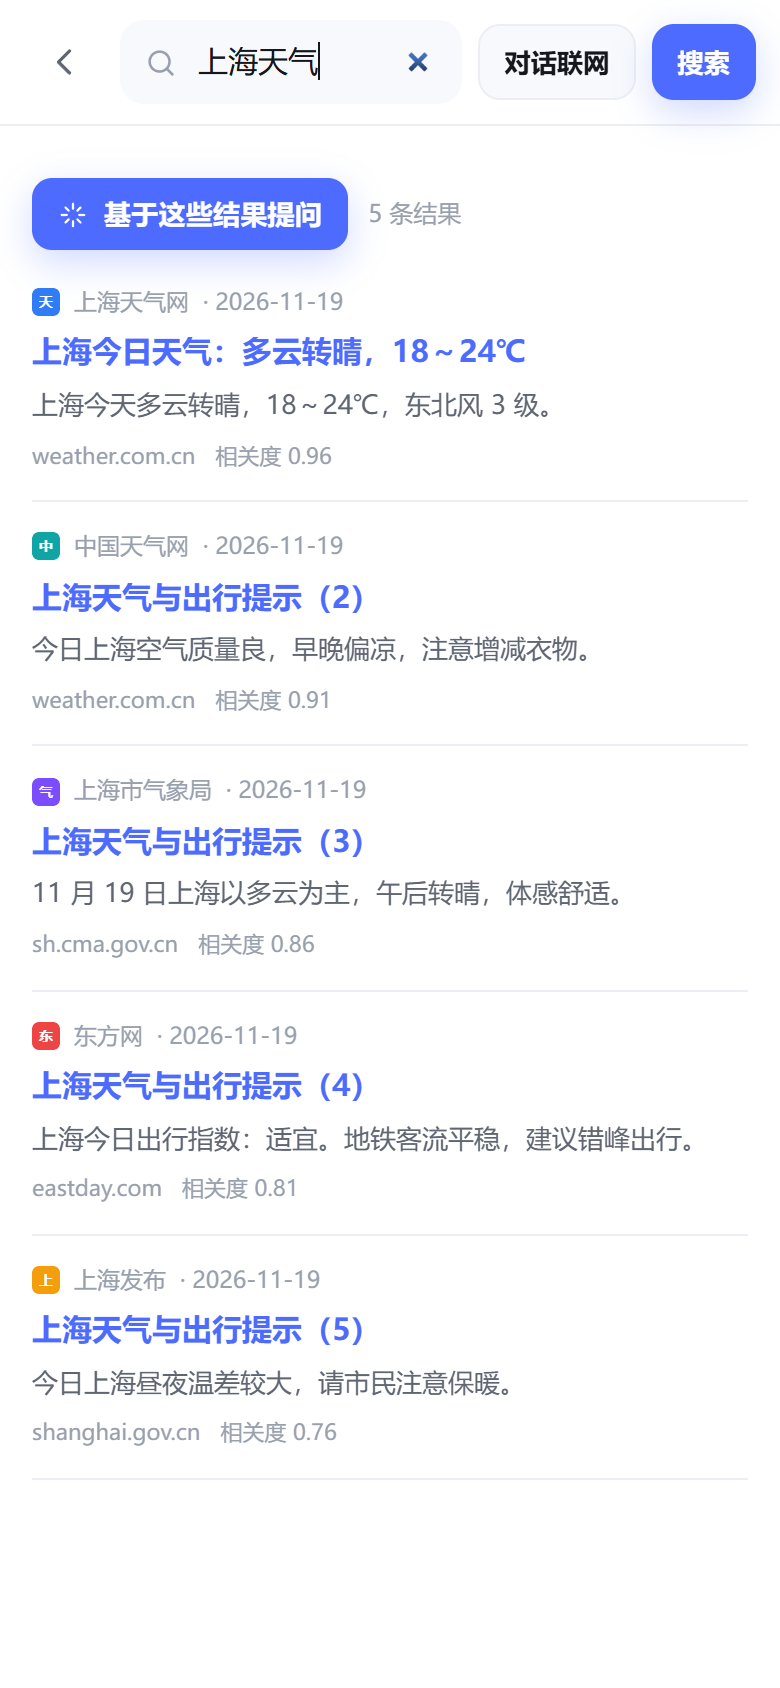 上海天气
对话联网
搜索
基于这些结果提问
5 条结果
天 上海天气网 · 2026-11-19
上海今日天气：多云转晴，18～24℃
上海今天多云转晴，18～24℃，东北风 3 级。
weather.com.cn 相关度 0.96
中 中国天气网 · 2026-11-19
上海天气与出行提示（2）
今日上海空气质量良，早晚偏凉，注意增减衣物。
weather.com.cn 相关度 0.91
气 上海市气象局 · 2026-11-19
上海天气与出行提示（3）
11 月 19 日上海以多云为主，午后转晴，体感舒适。
sh.cma.gov.cn 相关度 0.86
东 东方网 · 2026-11-19
上海天气与出行提示（4）
上海今日出行指数：适宜。地铁客流平稳，建议错峰出行。
eastday.com 相关度 0.81
上 上海发布 · 2026-11-19
上海天气与出行提示（5）
今日上海昼夜温差较大，请市民注意保暖。
shanghai.gov.cn 相关度 0.76